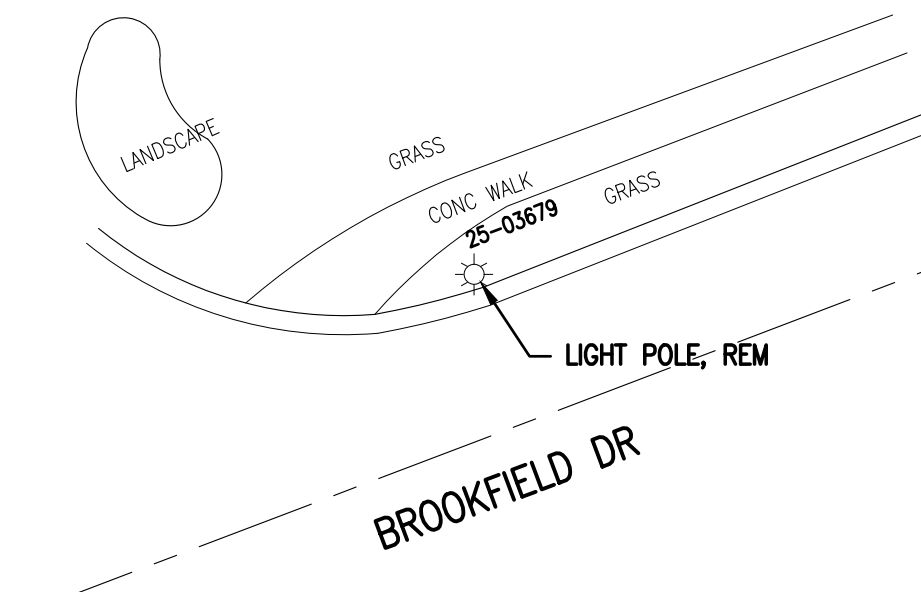 LANDSCAPE
GRASS
CONC WALK
GRASS
25-03679
LIGHT POLE, REM
BROOKFIELD DR